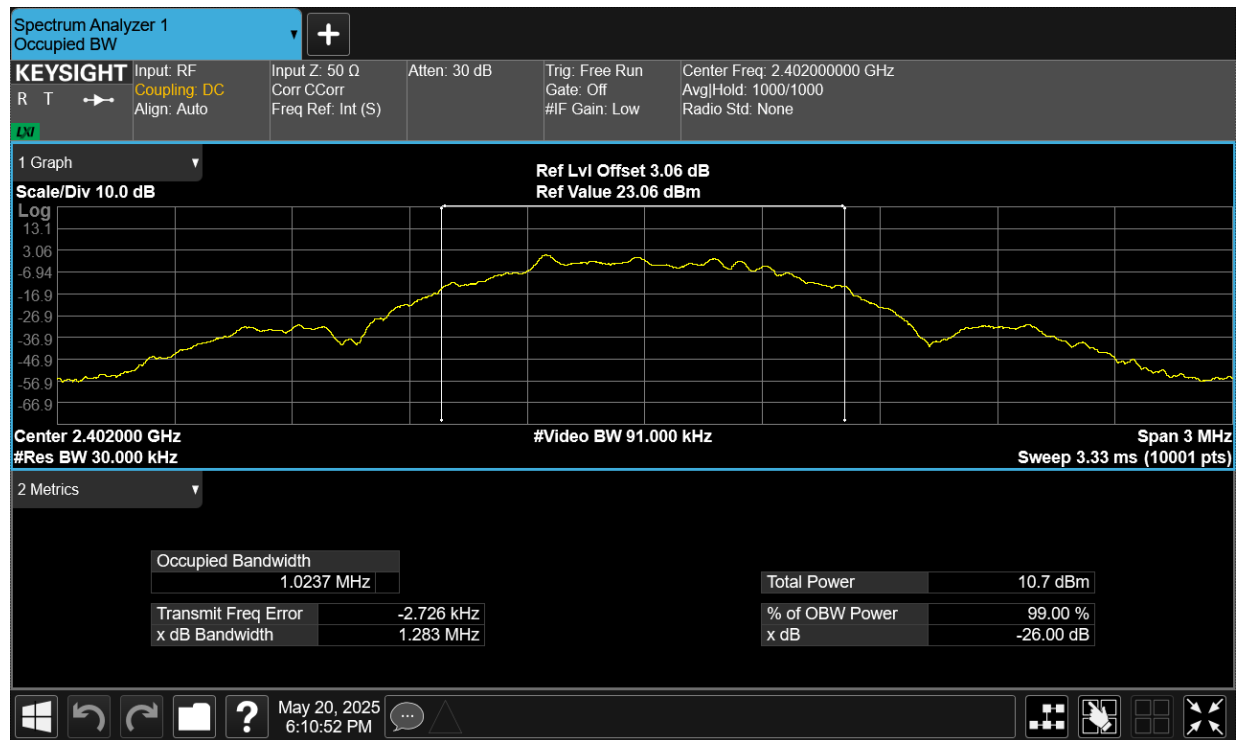 Spectrum Analyzer 1
Occupied BW
KEYSIGHT
R T
LXI
Input: RF
Coupling: DC
Align: Auto
Input Z: 50 Ω
Corr CCorr
Freq Ref: Int (S)
Atten: 30 dB
Trig: Free Run
Gate: Off
#IF Gain: Low
Center Freq: 2.402000000 GHz
Avg|Hold: 1000/1000
Radio Std: None
1 Graph
Scale/Div 10.0 dB
Ref Lvl Offset 3.06 dB
Ref Value 23.06 dBm
Log
13.1
3.06
-6.94
-16.9
-26.9
-36.9
-46.9
-56.9
-66.9
Center 2.402000 GHz
#Video BW 91.000 kHz
Span 3 MHz
#Res BW 30.000 kHz
Sweep 3.33 ms (10001 pts)
2 Metrics
Occupied Bandwidth
1.0237 MHz
Total Power 10.7 dBm
Transmit Freq Error -2.726 kHz
% of OBW Power 99.00 %
x dB Bandwidth 1.283 MHz
x dB -26.00 dB
?
May 20, 2025
6:10:52 PM